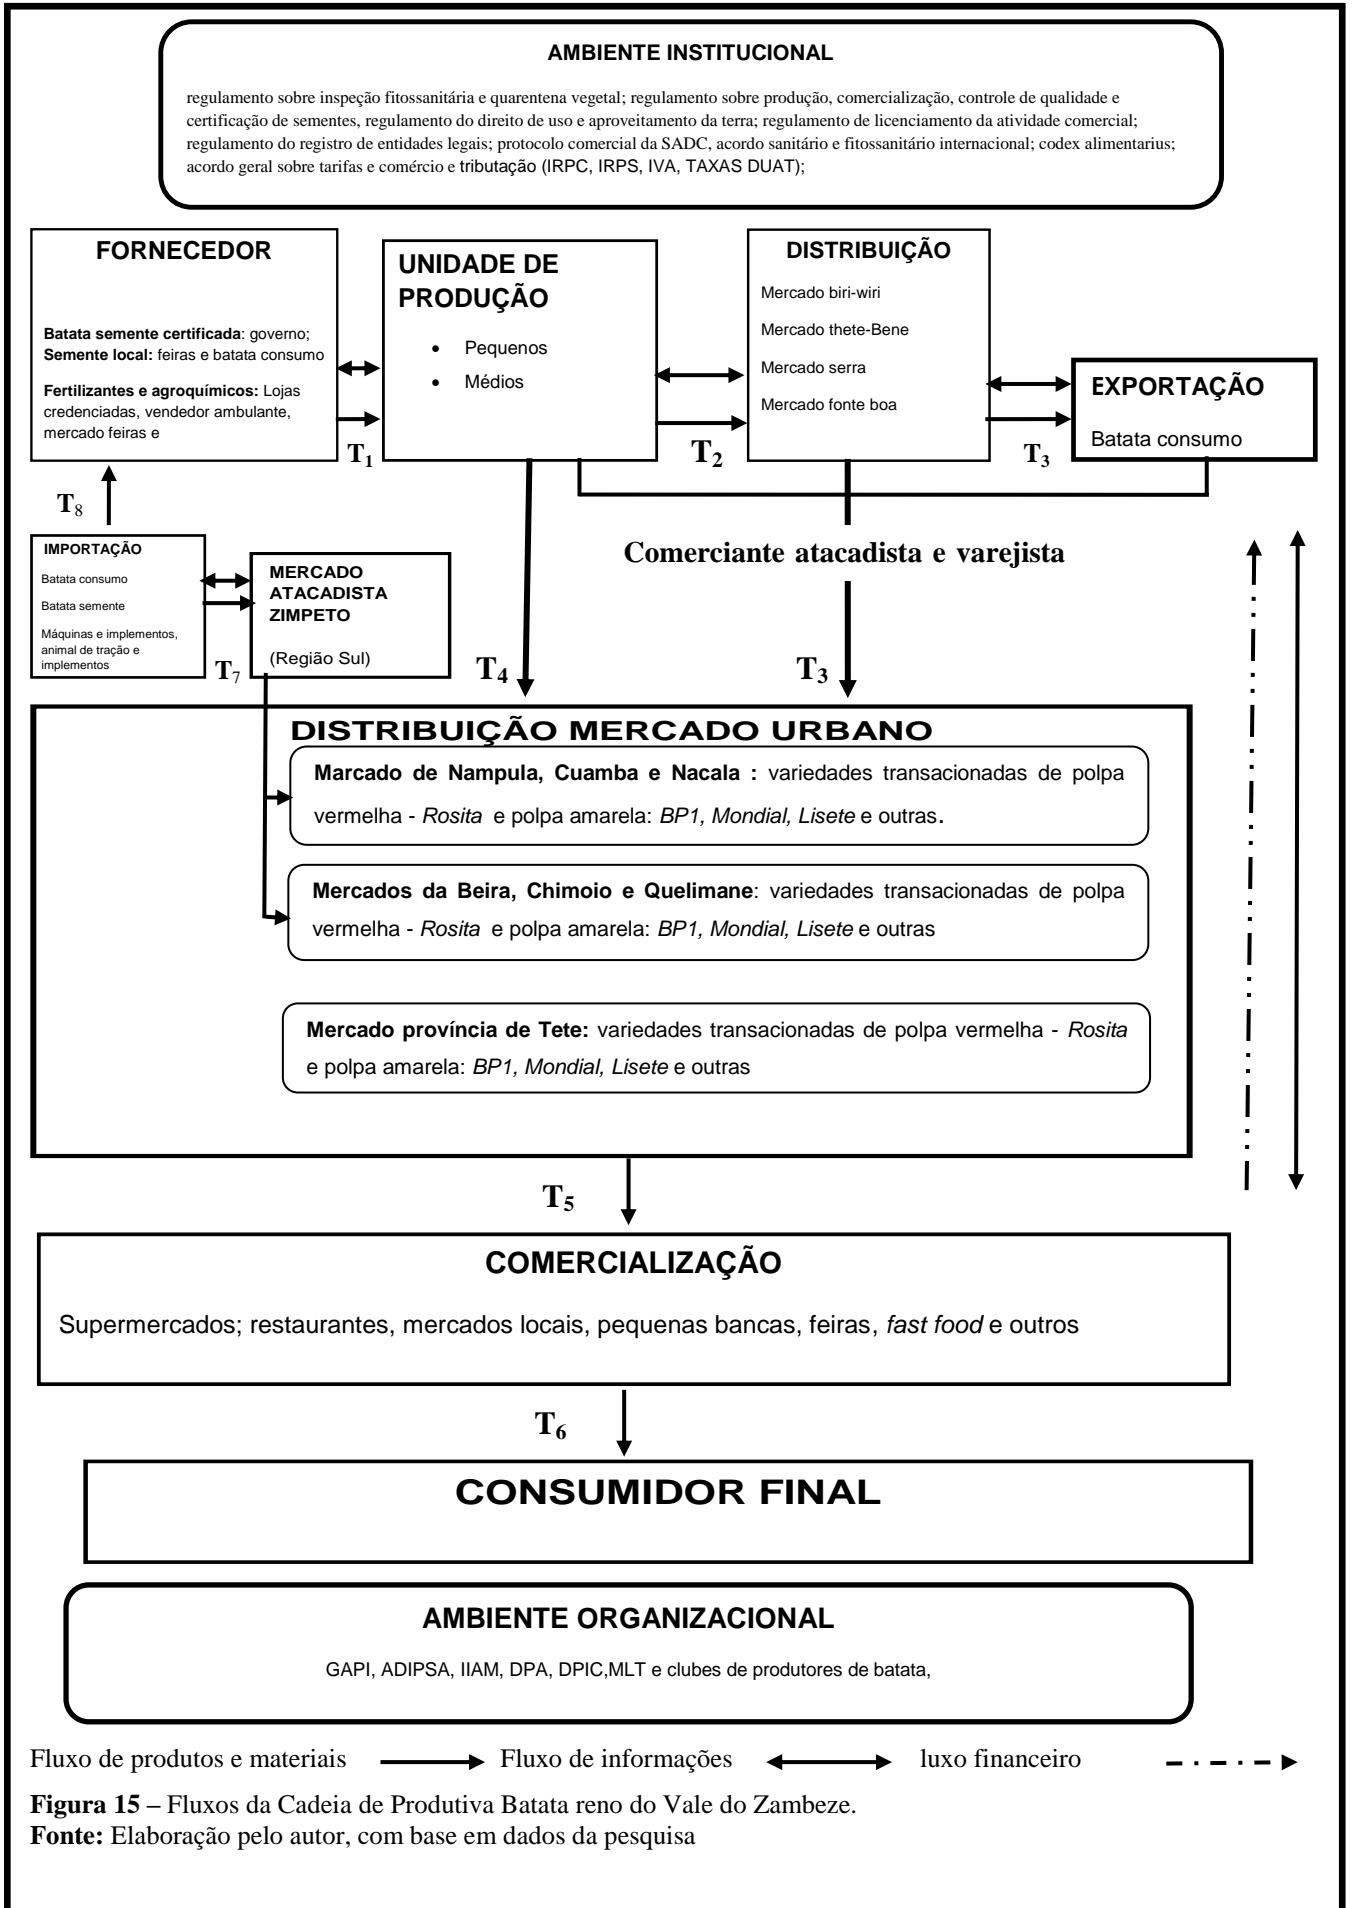 AMBIENTE INSTITUCIONAL
regulamento sobre inspeção fitossanitária e quarentena vegetal; regulamento sobre produção, comercialização, controle de qualidade e
certificação de sementes, regulamento do direito de uso e aproveitamento da terra; regulamento de licenciamento da atividade comercial;
regulamento do registro de entidades legais; protocolo comercial da SADC, acordo sanitário e fitossanitário internacional; codex alimentarius;
acordo geral sobre tarifas e comércio e tributação (IRPC, IRPS, IVA, TAXAS DUAT);
FORNECEDOR
Batata semente certificada: governo;
Semente local: feiras e batata consumo
Fertilizantes e agroquímicos: Lojas
credenciadas, vendedor ambulante,
mercado feiras e
T1
UNIDADE DE
PRODUÇÃO
• Pequenos
• Médios
T2
DISTRIBUIÇÃO
Mercado biri-wiri
Mercado thete-Bene
Mercado serra
Mercado fonte boa
T3
EXPORTAÇÃO
Batata consumo
T8
IMPORTAÇÃO
Batata consumo
Batata semente
Máquinas e implementos,
animal de tração e
implementos
T7
MERCADO
ATACADISTA
ZIMPETO
(Região Sul)
Comerciante atacadista e varejista
T4
T3
DISTRIBUIÇÃO MERCADO URBANO
Marcado de Nampula, Cuamba e Nacala : variedades transacionadas de polpa
vermelha - Rosita e polpa amarela: BP1, Mondial, Lisete e outras.
Mercados da Beira, Chimoio e Quelimane: variedades transacionadas de polpa
vermelha - Rosita e polpa amarela: BP1, Mondial, Lisete e outras
Mercado província de Tete: variedades transacionadas de polpa vermelha - Rosita
e polpa amarela: BP1, Mondial, Lisete e outras
T5
COMERCIALIZAÇÃO
Supermercados; restaurantes, mercados locais, pequenas bancas, feiras, fast food e outros
T6
CONSUMIDOR FINAL
AMBIENTE ORGANIZACIONAL
GAPI, ADIPSA, IIAM, DPA, DPIC,MLT e clubes de produtores de batata,
Fluxo de produtos e materiais Fluxo de informações luxo financeiro
Figura 15 – Fluxos da Cadeia de Produtiva Batata reno do Vale do Zambeze.
Fonte: Elaboração pelo autor, com base em dados da pesquisa